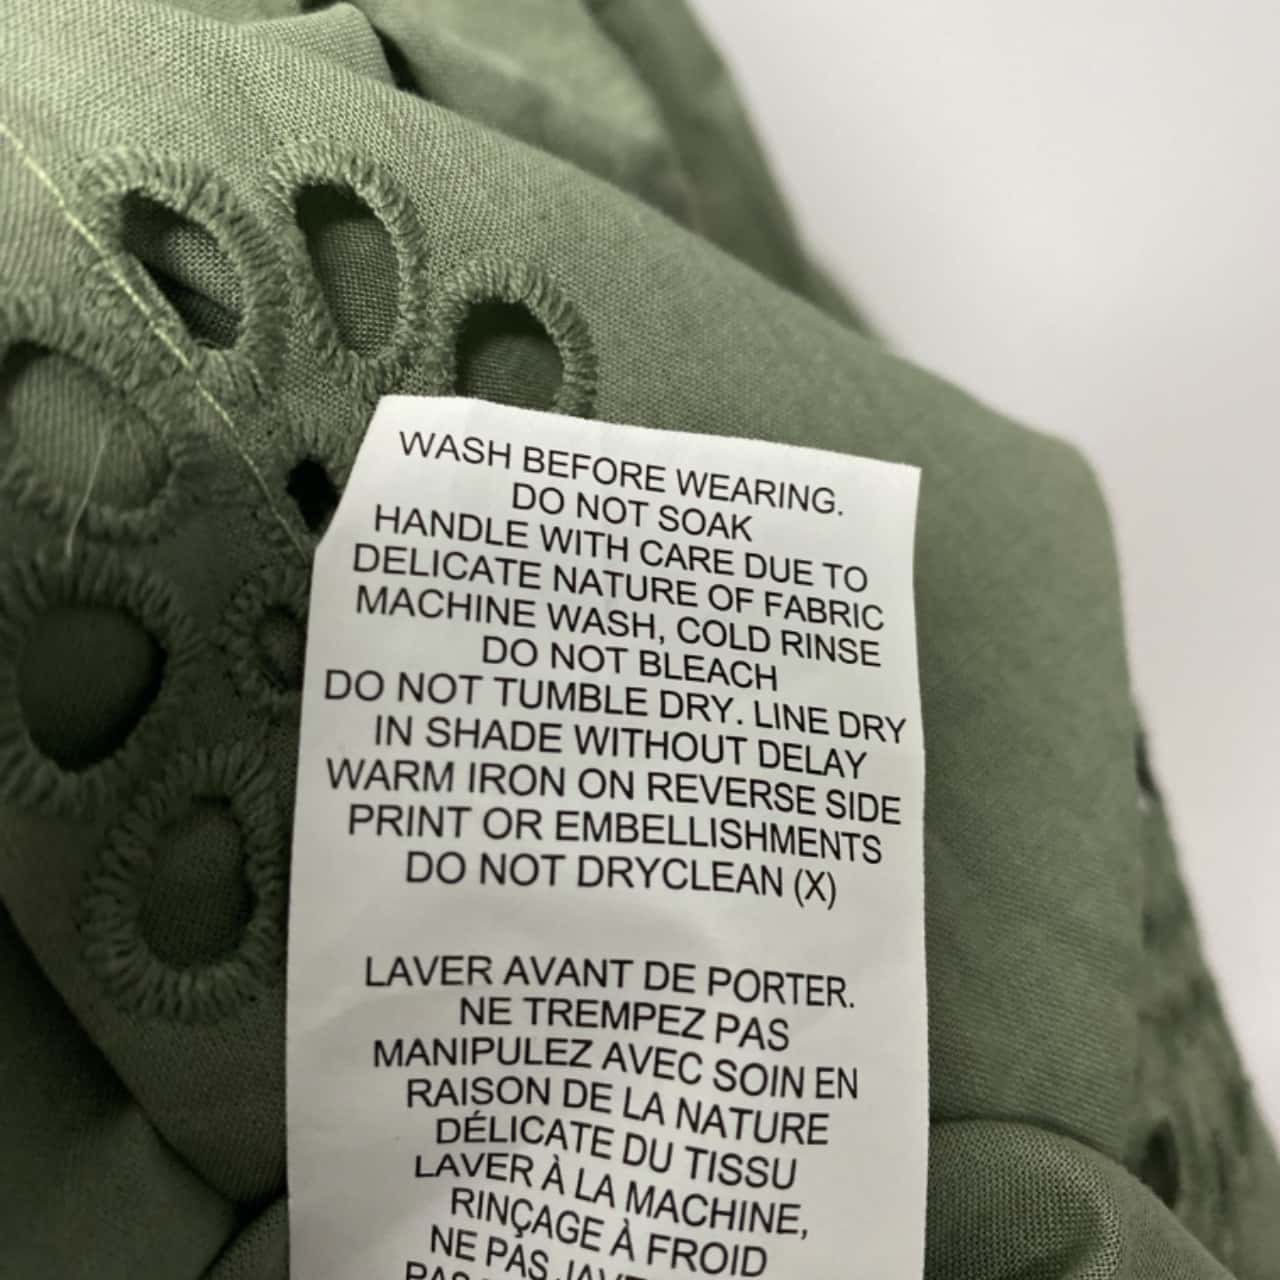 WASH BEFORE WEARING.
DO NOT SOAK
HANDLE WITH CARE DUE TO
DELICATE NATURE OF FABRIC
MACHINE WASH, COLD RINSE
DO NOT BLEACH
DO NOT TUMBLE DRY. LINE DRY
IN SHADE WITHOUT DELAY
WARM IRON ON REVERSE SIDE
PRINT OR EMBELLISHMENTS
DO NOT DRYCLEAN (X)
LAVER AVANT DE PORTER.
NE TREMPEZ PAS
MANIPULEZ AVEC SOIN EN
RAISON DE LA NATURE
DÉLICATE DU TISSU
LAVER À LA MACHINE,
RINÇAGE À FROID
NE PAS